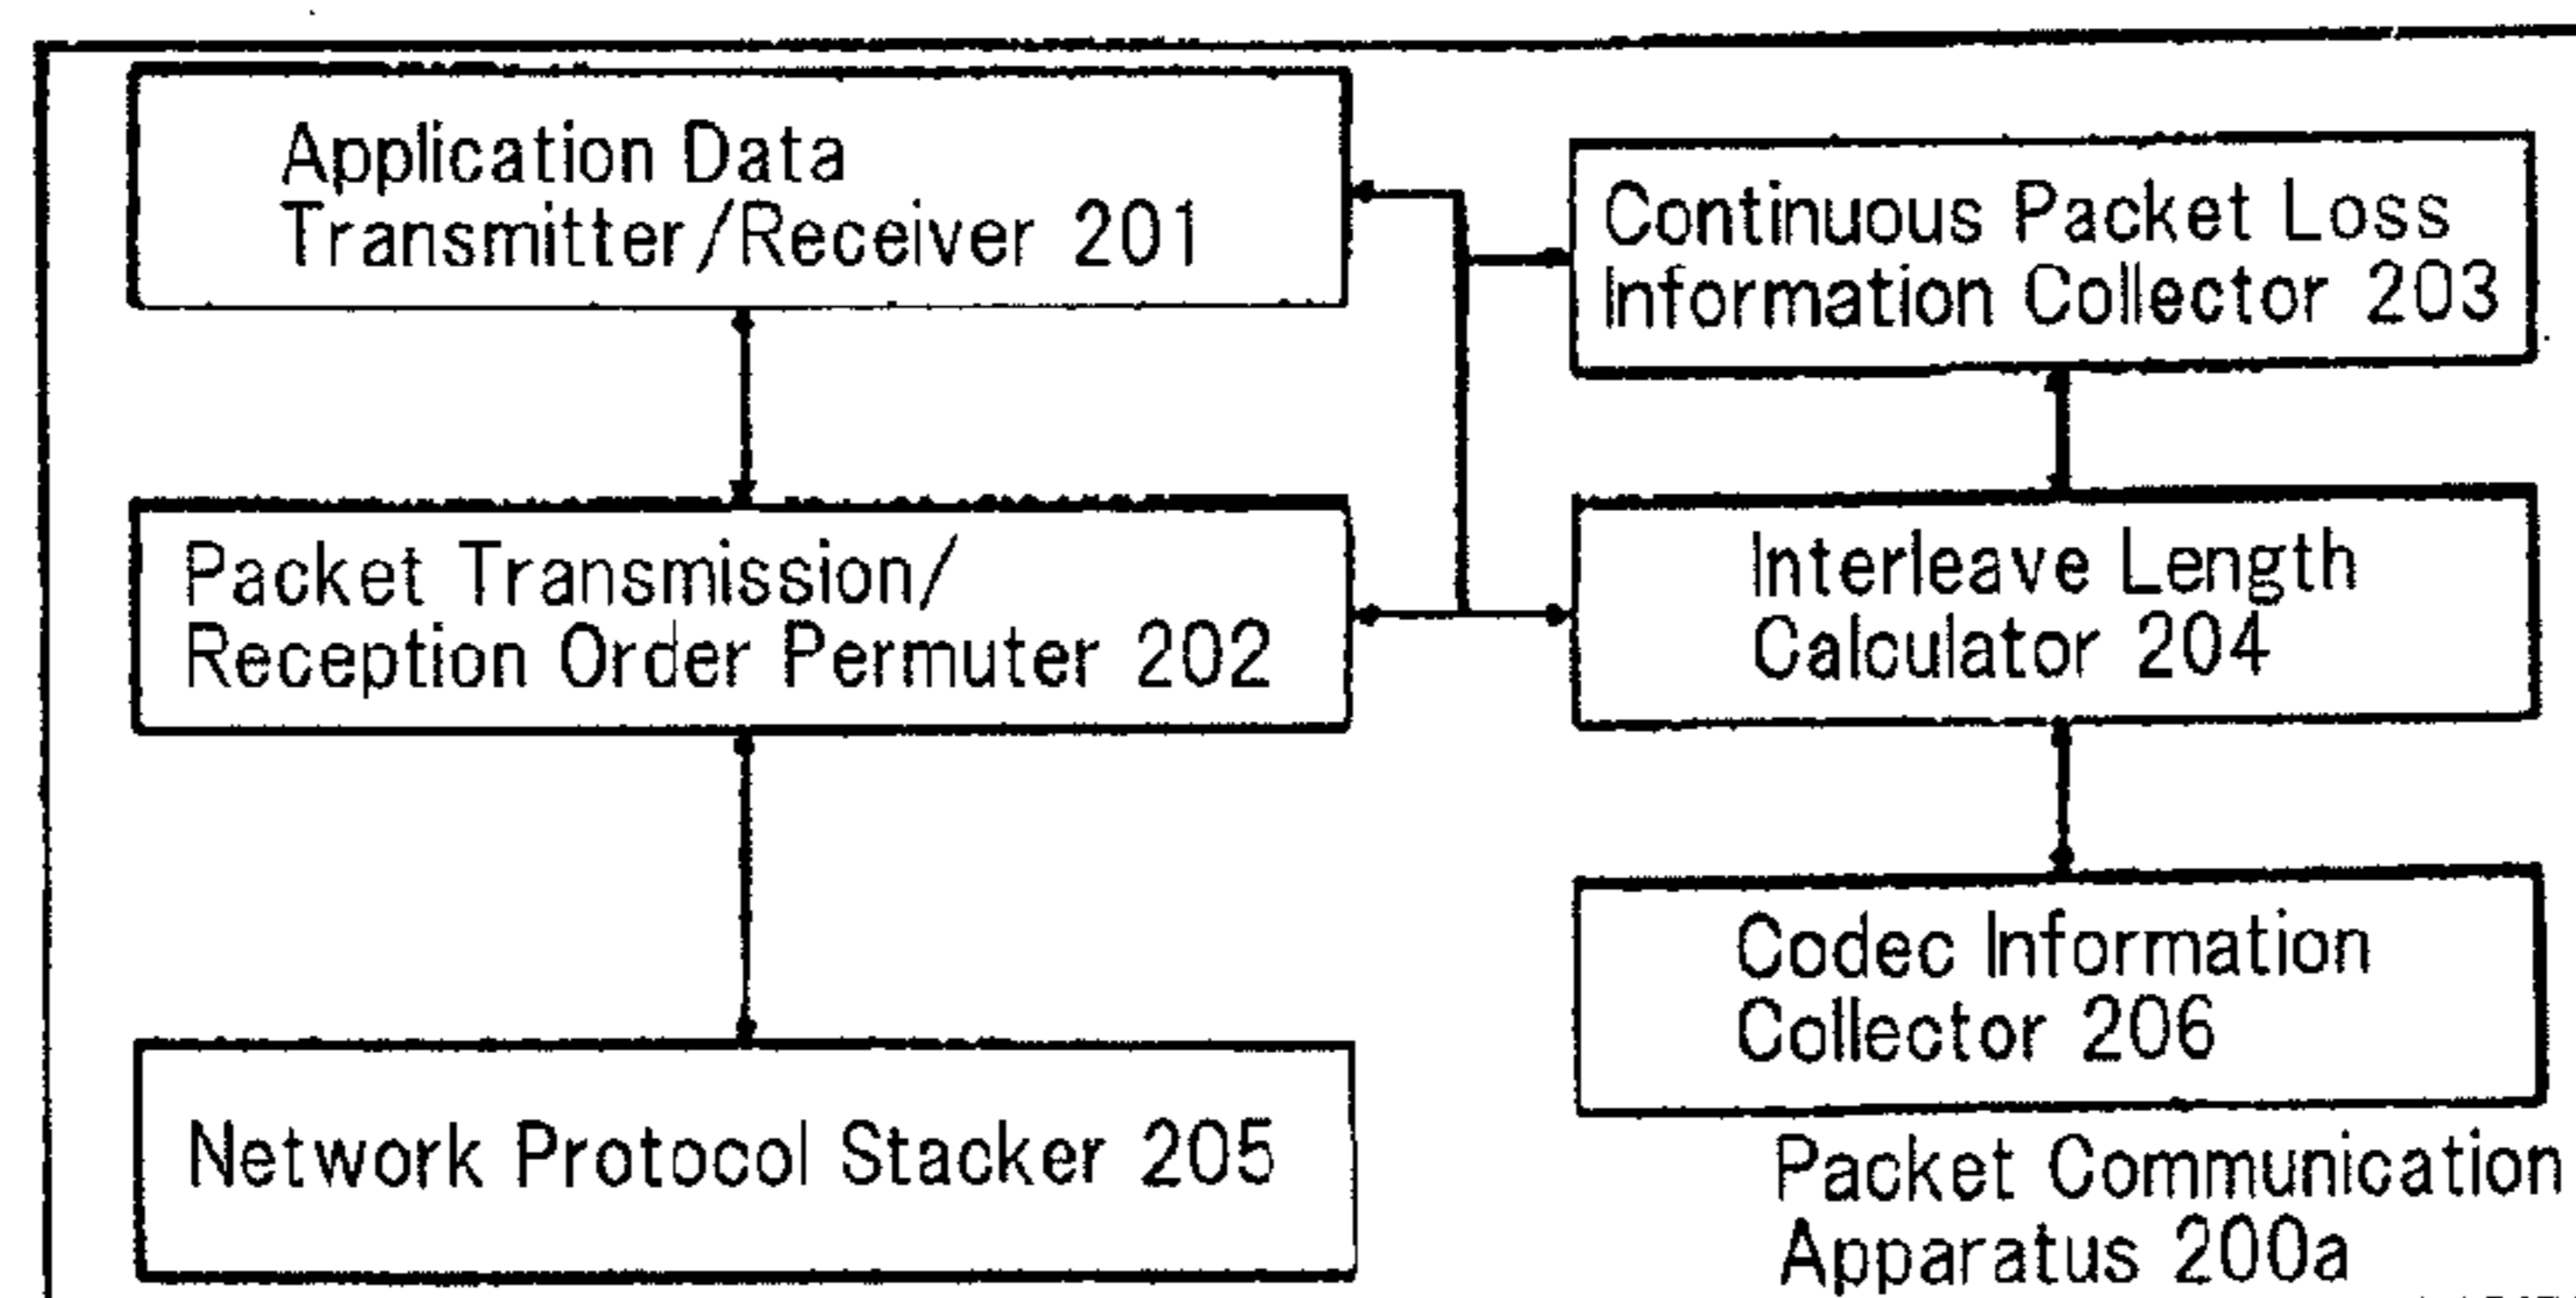 Application Data
Transmitter/Receiver 201
Continuous Packet Loss
Information Collector 203
Packet Transmission/
Reception Order Permuter 202
Interleave Length
Calculator 204
Codec Information
Collector 206
Network Protocol Stacker 205
Packet Communication
Apparatus 200a